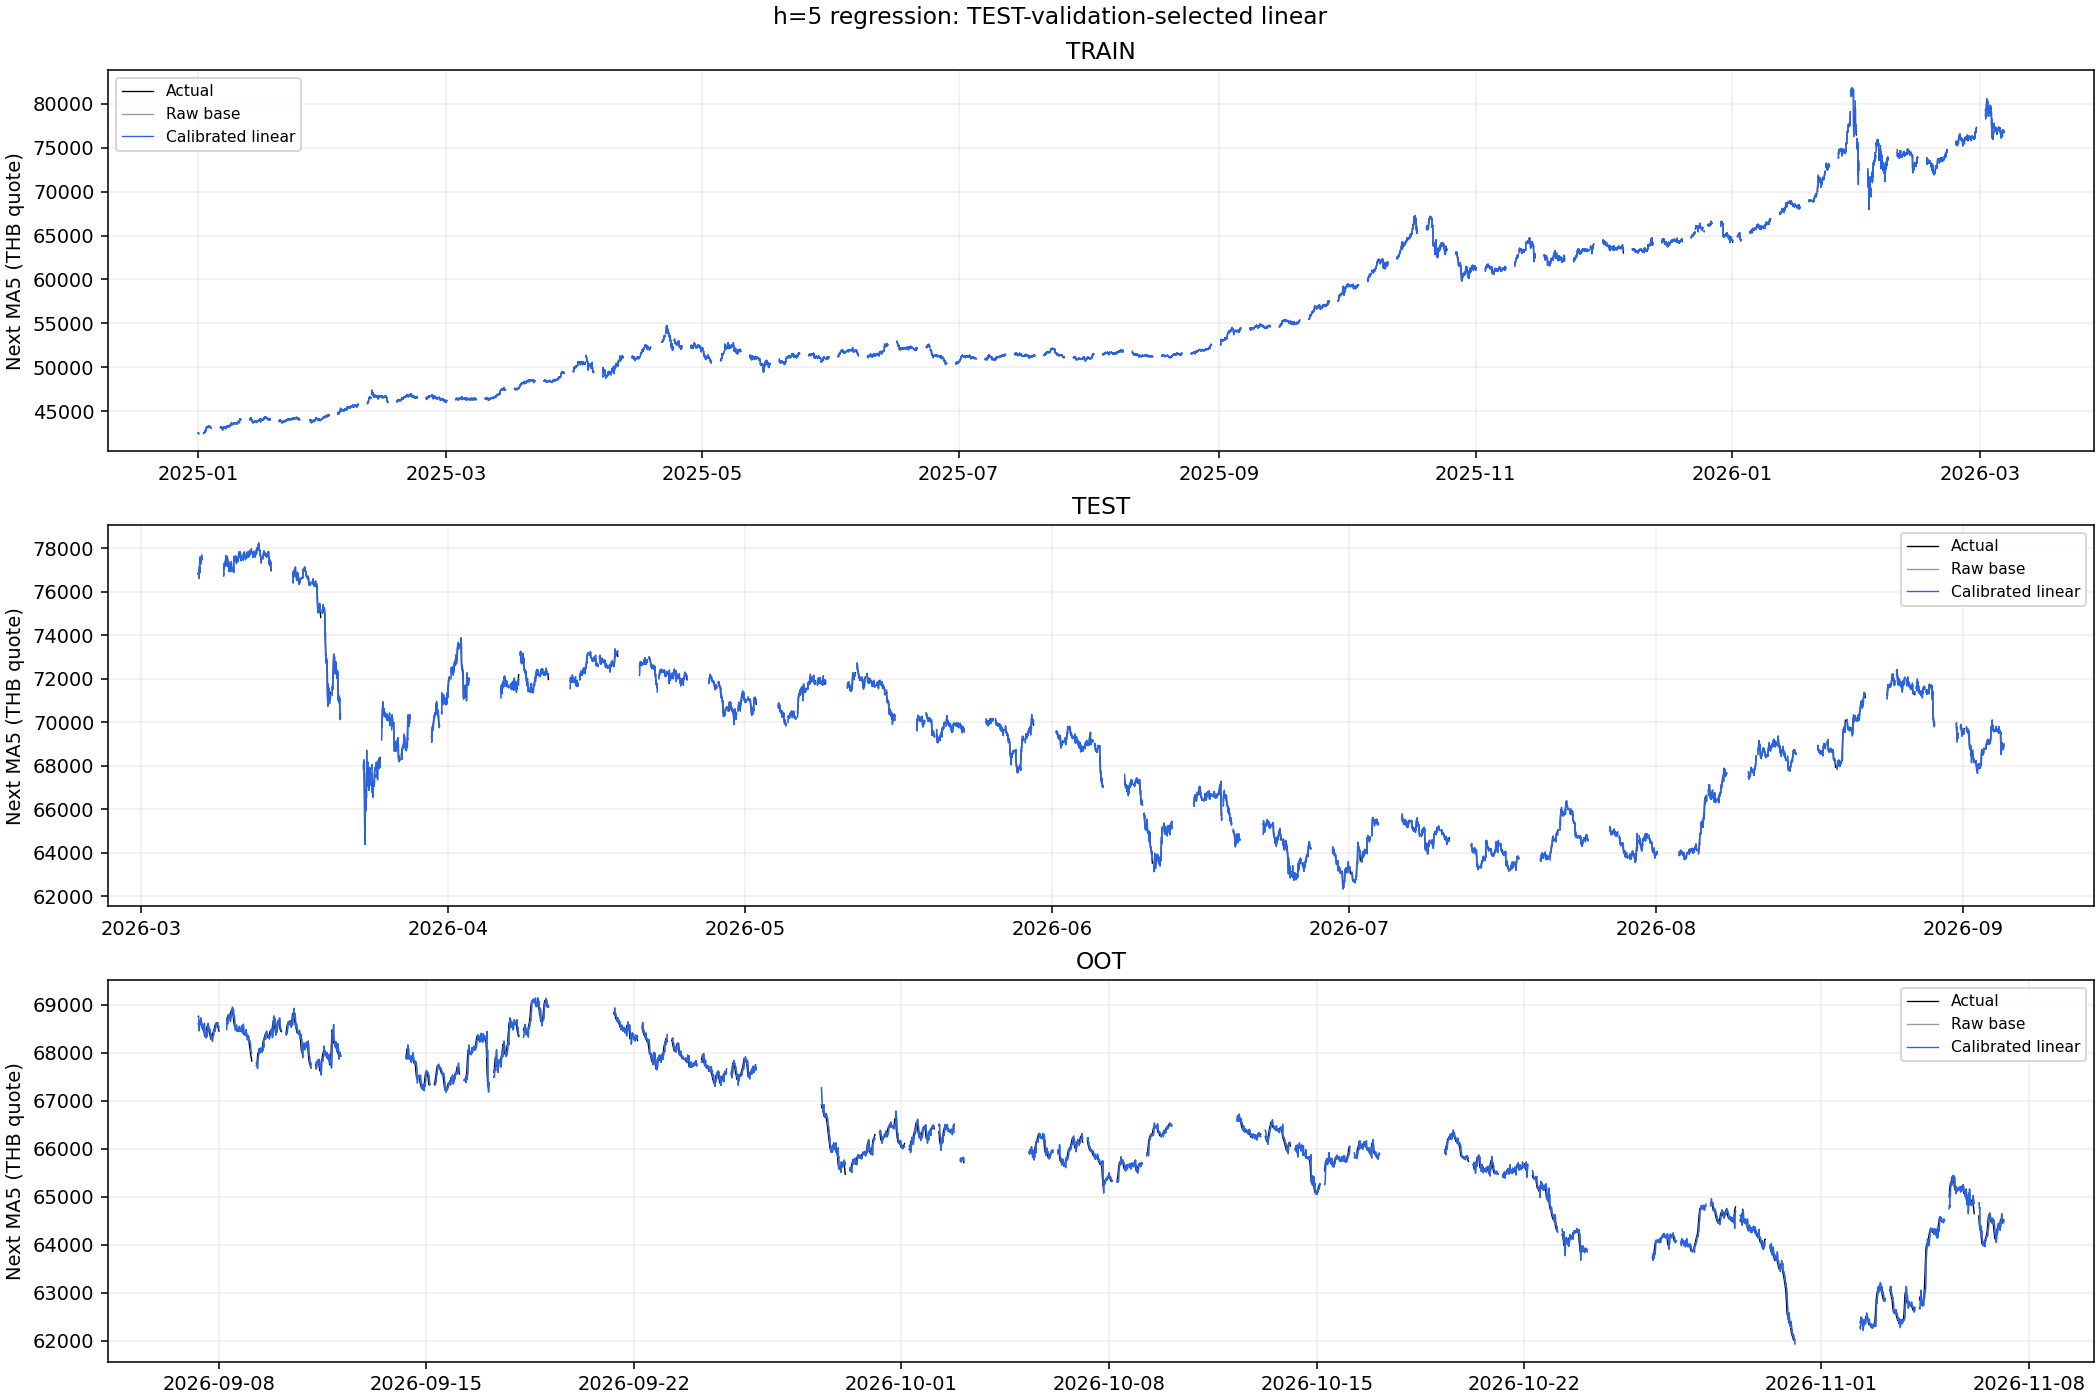 h=5 regression: TEST-validation-selected linear
TRAIN
Next MA5 (THB quote)
80000
75000
70000
65000
60000
55000
50000
45000
Actual
Raw base
Calibrated linear
2025-01 2025-03 2025-05 2025-07 2025-09 2025-11 2026-01 2026-03
TEST
Next MA5 (THB quote)
78000
76000
74000
72000
70000
68000
66000
64000
62000
Actual
Raw base
Calibrated linear
2026-03 2026-04 2026-05 2026-06 2026-07 2026-08 2026-09
OOT
Next MA5 (THB quote)
69000
68000
67000
66000
65000
64000
63000
62000
Actual
Raw base
Calibrated linear
2026-09-08 2026-09-15 2026-09-22 2026-10-01 2026-10-08 2026-10-15 2026-10-22 2026-11-01 2026-11-08